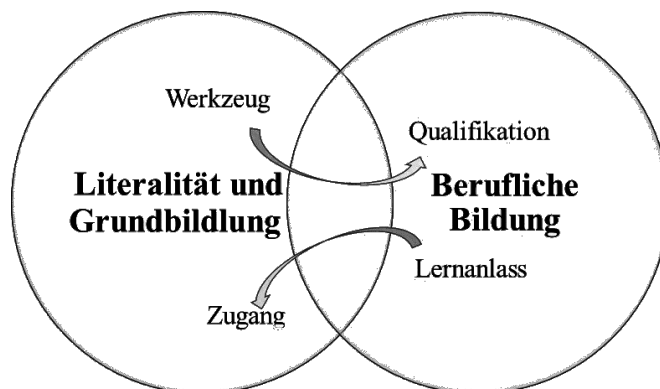 Werkzeug
Qualifikation
Literalität und
Grundbildlung
Berufliche
Bildung
Lernanlass
Zugang